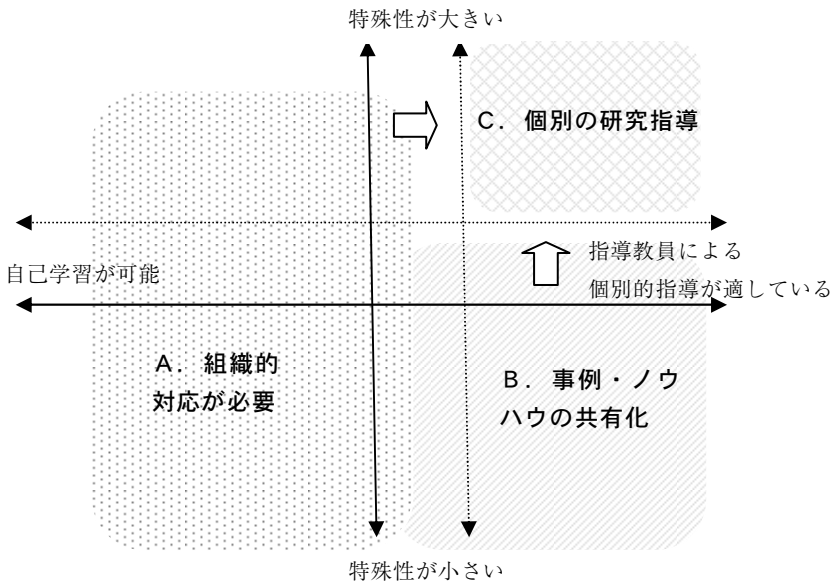 特殊性が大きい
C．個別の研究指導
指導教員による
自己学習が可能
個別的指導が適している
A．組織的
対応が必要
B．事例・ノウ
ハウの共有化
特殊性が小さい